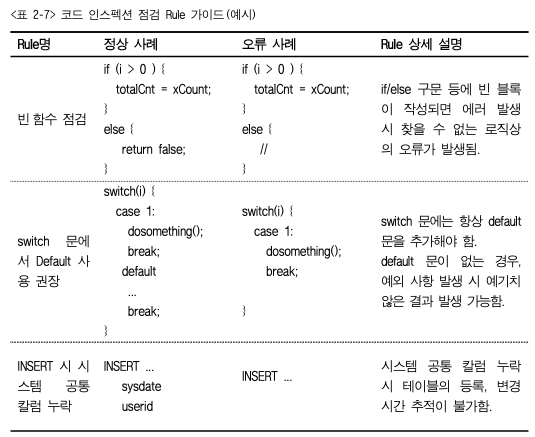 <표 2-7> 코드 인스펙션 점검 Rule 가이드(예시)
Rule명 정상 사례 오류 사례 Rule 상세 설명
빈 함수 점검
if (i > 0 ) {
totalCnt = xCount;
}
else {
return false;
}
if (i > 0 ) {
totalCnt = xCount;
}
else {
//
}
if/else 구문 등에 빈 블록
이 작성되면 에러 발생
시 찾을 수 없는 로직상
의 오류가 발생됨.
switch 문에
서 Default 사
용 권장
switch(i) {
case 1:
dosomething();
break;
default
...
break;
}
switch(i) {
case 1:
dosomething();
break;
}
switch 문에는 항상 default
문을 추가해야 함.
default 문이 없는 경우,
예외 사항 발생 시 예기치
않은 결과 발생 가능함.
INSERT 시 시
스템 공통
칼럼 누락
INSERT ...
sysdate
userid
INSERT ...
시스템 공통 칼럼 누락
시 테이블의 등록, 변경
시간 추적이 불가함.